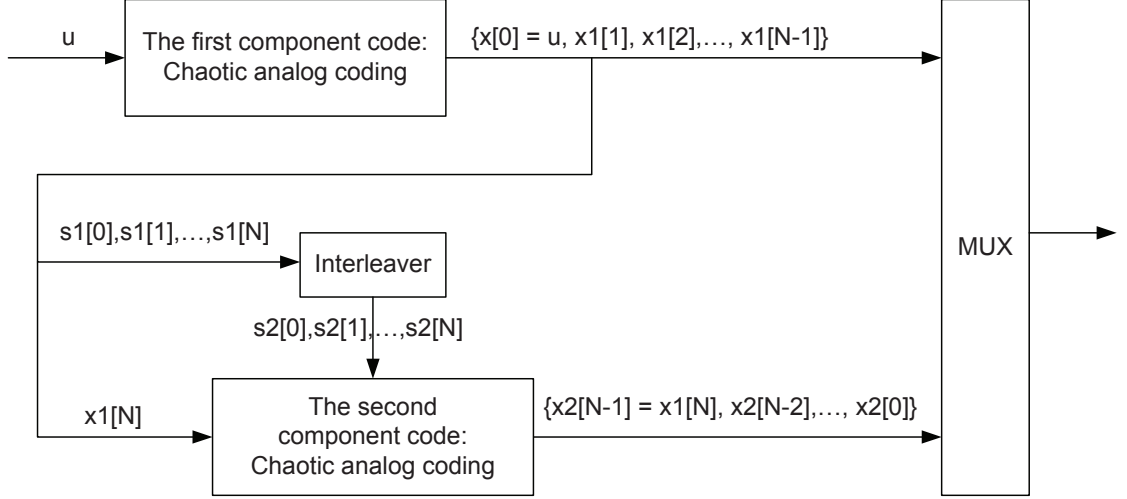 u
The first component code:
Chaotic analog coding
{x[0] = u, x1[1], x1[2],…, x1[N-1]}
MUX
s1[0],s1[1],…,s1[N]
Interleaver
s2[0],s2[1],…,s2[N]
x1[N]
The second
component code:
Chaotic analog coding
{x2[N-1] = x1[N], x2[N-2],…, x2[0]}